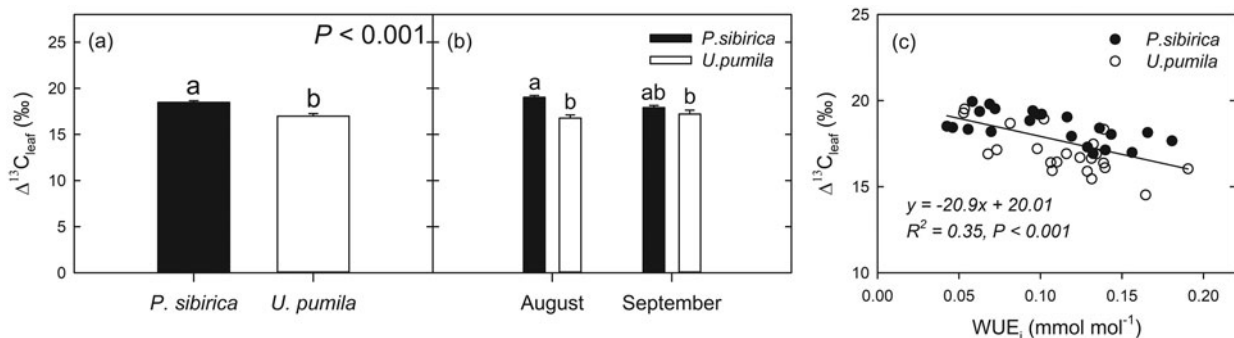 (a)
P < 0.001
Δ13Cleaf (‰)
25
20
15
10
5
0
a
b
P. sibirica
U. pumila
(b)
P.sibirica
U.pumila
a
b
ab
b
August
September
(c)
P.sibirica
U.pumila
Δ13Cleaf (‰)
25
20
15
10
y = -20.9x + 20.01
R2 = 0.35, P < 0.001
0.00
0.05
0.10
0.15
0.20
WUEi (mmol mol-1)